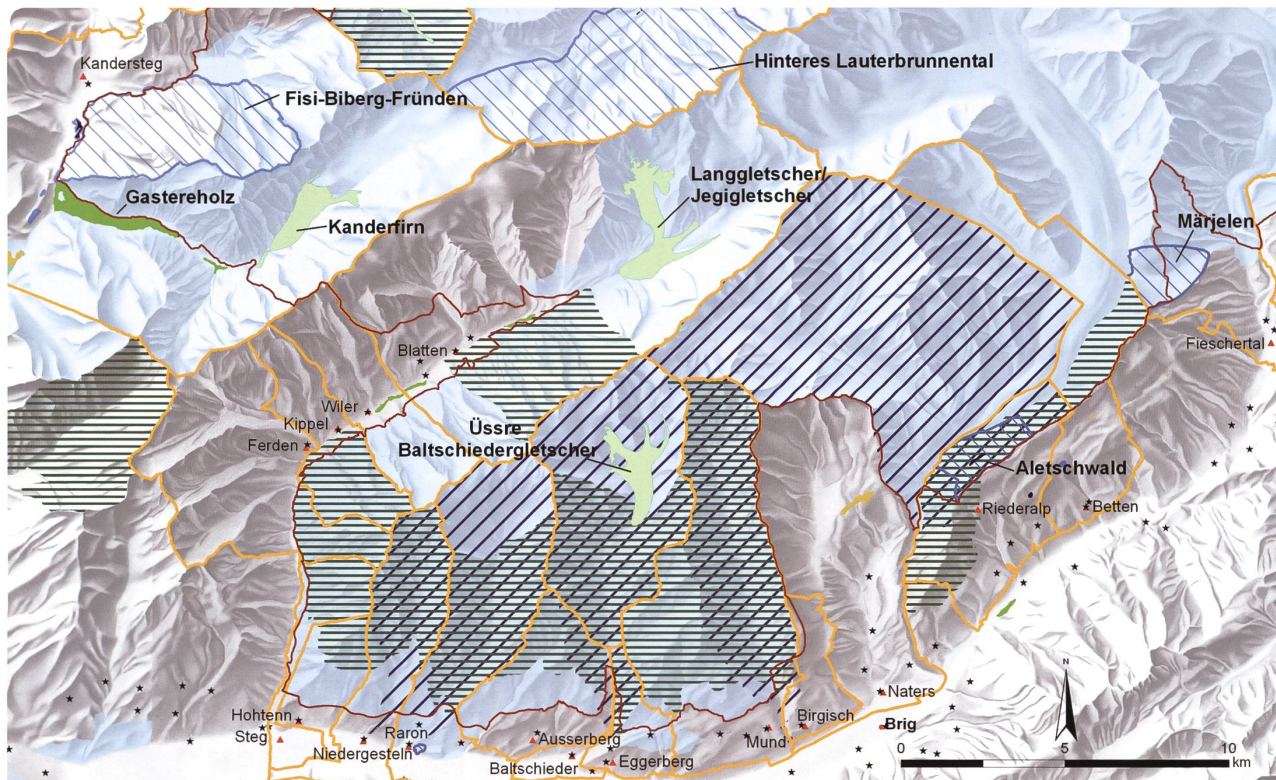 Kandersteg
Hinteres Lauterbrunnental
Fisi-Biberg-Fründen
Langgletscher/
Jegigletscher
Gastereholz
Kanderfirn
Märjelen
Fieschertal
Blatten
Wiler
Kippel
Ferden
Üssre
Baltschiedergletscher
Aletschwald
Riederalp
Betten
N
Naters
Hohtenn
Steg
Raron
Niedergesteln
Ausserberg
Mund
Birgisch
Brig
Baltschieder
Eggerberg
0 5 10
km